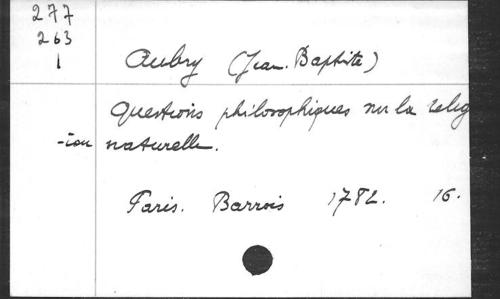 277
263
1
Aubry (Jean-Baptiste)
Questions philosophiques sur la relig
-ion naturelle.
Paris. Barrois 1782. 16.